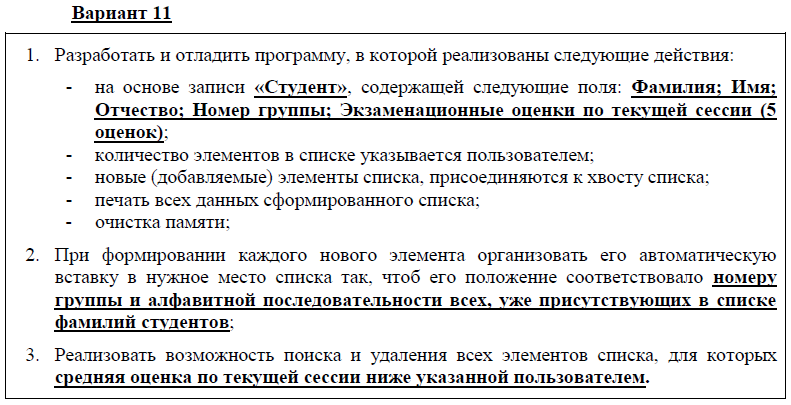 Вариант 11
1. Разработать и отладить программу, в которой реализованы следующие действия:
- на основе записи «Студент», содержащей следующие поля: Фамилия; Имя;
Отчество; Номер группы; Экзаменационные оценки по текущей сессии (5
оценок);
- количество элементов в списке указывается пользователем;
- новые (добавляемые) элементы списка, присоединяются к хвосту списка;
- печать всех данных сформированного списка;
- очистка памяти;
2. При формировании каждого нового элемента организовать его автоматическую
вставку в нужное место списка так, чтоб его положение соответствовало номеру
группы и алфавитной последовательности всех, уже присутствующих в списке
фамилий студентов;
3. Реализовать возможность поиска и удаления всех элементов списка, для которых
средняя оценка по текущей сессии ниже указанной пользователем.